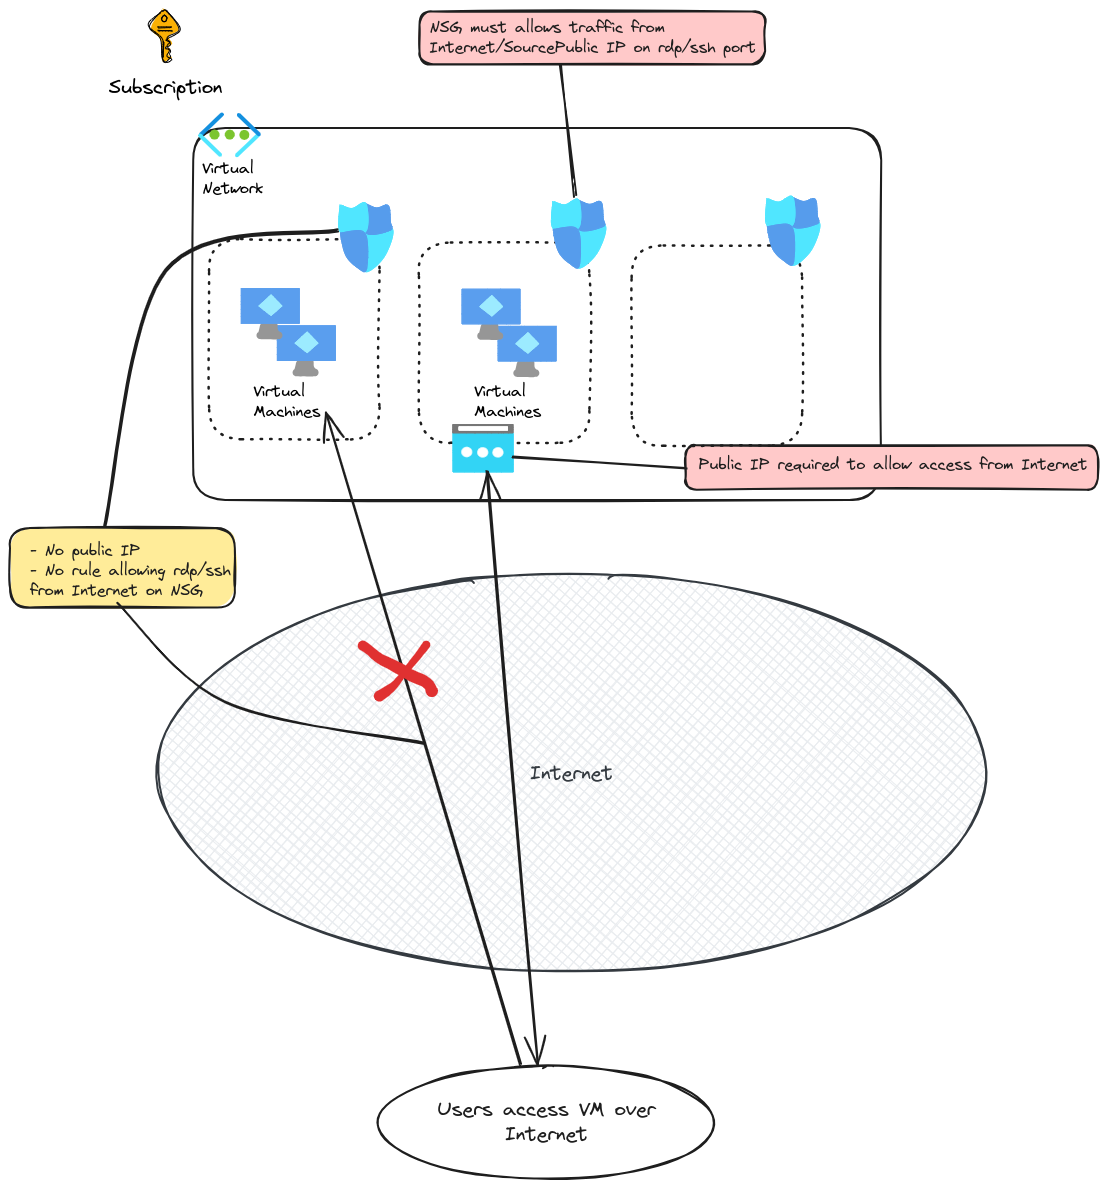 NSG must allows traffic from
Internet/SourcePublic IP on rdp/ssh port
Subscription
Virtual
Network
Virtual
Machines
Virtual
Machines
Public IP required to allow access from Internet
- No public IP
- No rule allowing rdp/ssh
from Internet on NSG
Internet
Users access VM over
Internet